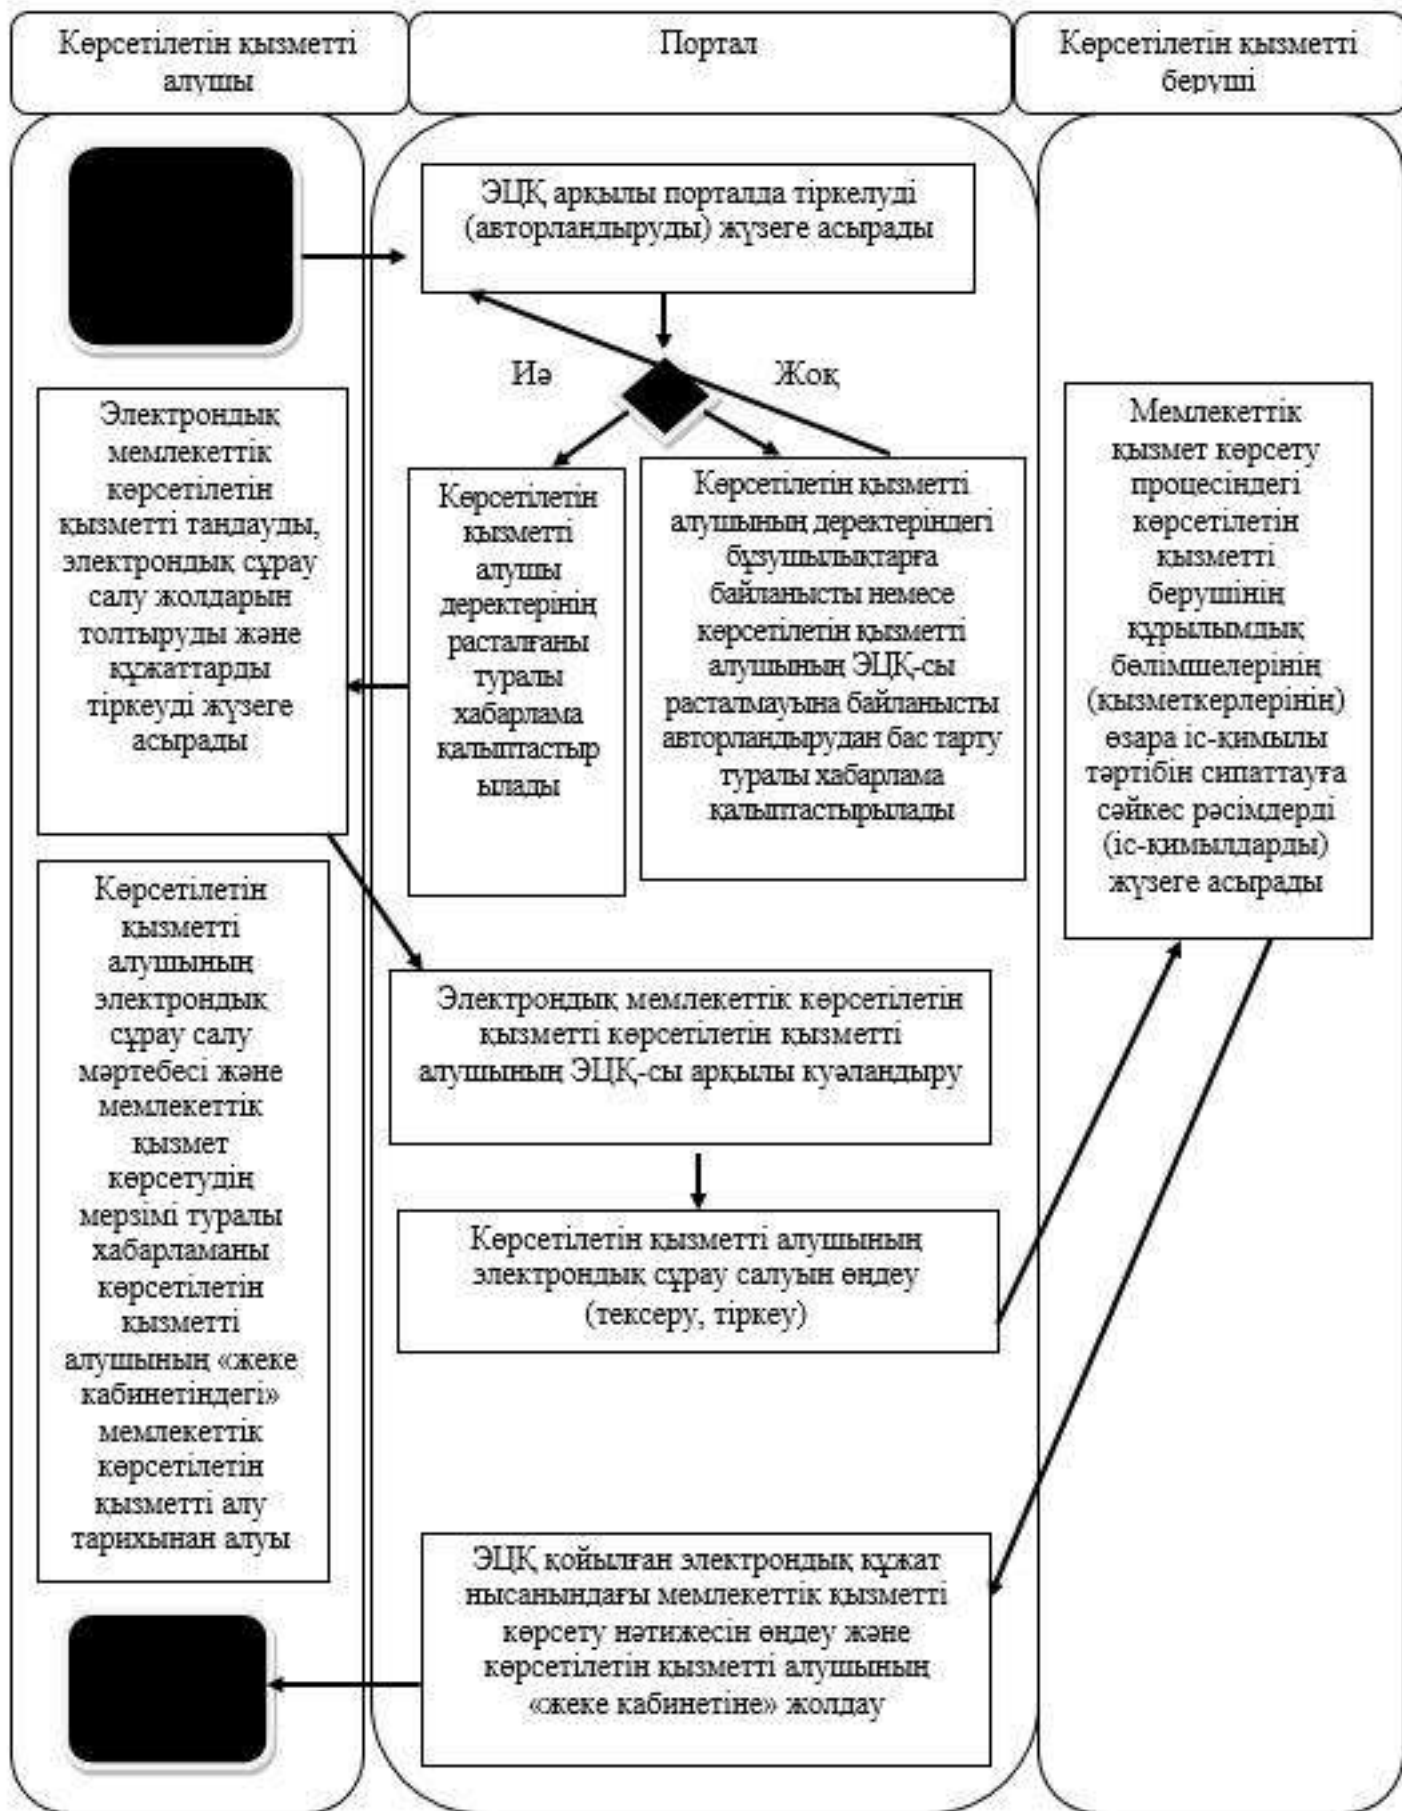 Көрсетілетін қызметті
алушы
Портал
Көрсетілетін қызметті
беруші
ЭЦҚ арқылы порталда тіркелуді
(авторландыруды) жүзеге асырады
Иә
Жоқ
Электрондық
мемлекеттік
көрсетілетін
қызметті таңдауды,
электрондық сұрау
салу жолдарын
толтыруды және
құжаттарды
тіркеуді жүзеге
асырады
Көрсетілетін
қызметті
алушы
деректерінің
расталғаны
туралы
хабарлама
қалыптастыр
ылады
Көрсетілетін қызметті
алушының деректеріндегі
бұзушылықтарға
байланысты немесе
көрсетілетін қызметті
алушының ЭЦҚ-сы
расталмауына байланысты
авторландырудан бас тарту
туралы хабарлама
қалыптастырылады
Мемлекеттік
қызмет көрсету
процесіндегі
көрсетілетін
қызметті
берушінің
құрылымдық
бөлімшелерінің
(қызметкерлерінін)
өзара іс-қимылы
тәртібін сипаттауға
сәйкес рәсімдерді
(іс-қимылдарды)
жүзеге асырады
Көрсетілетін
қызметті
алушының
электрондық
сұрау салу
мәртебесі және
мемлекеттік
қызмет
көрсетудің
мерзімі туралы
хабарламаны
көрсетілетін
қызметті
алушының «жеке
кабинетіндегі»
мемлекеттік
көрсетілетін
қызметті алу
тарихынан алуы
Электрондық мемлекеттік көрсетілетін
қызметті көрсетілетін қызметті
алушының ЭЦҚ-сы арқылы куәландыру
Көрсетілетін қызметті алушының
электрондық сұрау салуын өңдеу
(тексеру, тіркеу)
ЭЦҚ қойылған электрондық құжат
нысанындағы мемлекеттік қызметті
көрсету нәтижесін өңдеу және
көрсетілетін қызметті алушының
«жеке кабинетіне» жолдау